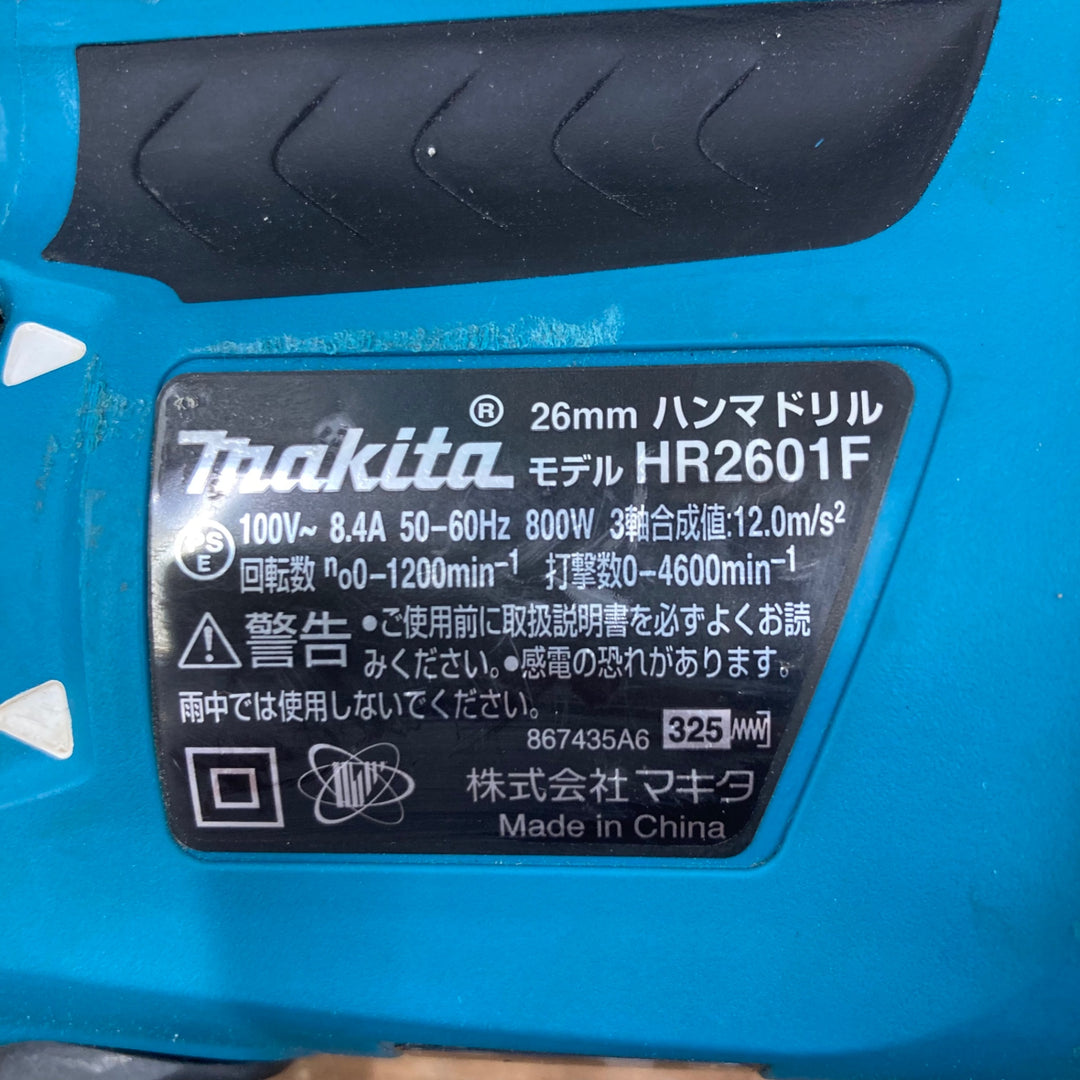 makita® 26mm ハンマドリル
モデル HR2601F
PSE 100V~ 8.4A 50-60Hz 800W 3軸合成値:12.0m/s²
回転数 n₀0-1200min⁻¹ 打撃数0-4600min⁻¹
警告 •ご使用前に取扱説明書を必ずよくお読
みください。•感電の恐れがあります。
雨中では使用しないでください。
867435A6 325
株式会社 マキタ
Made in China